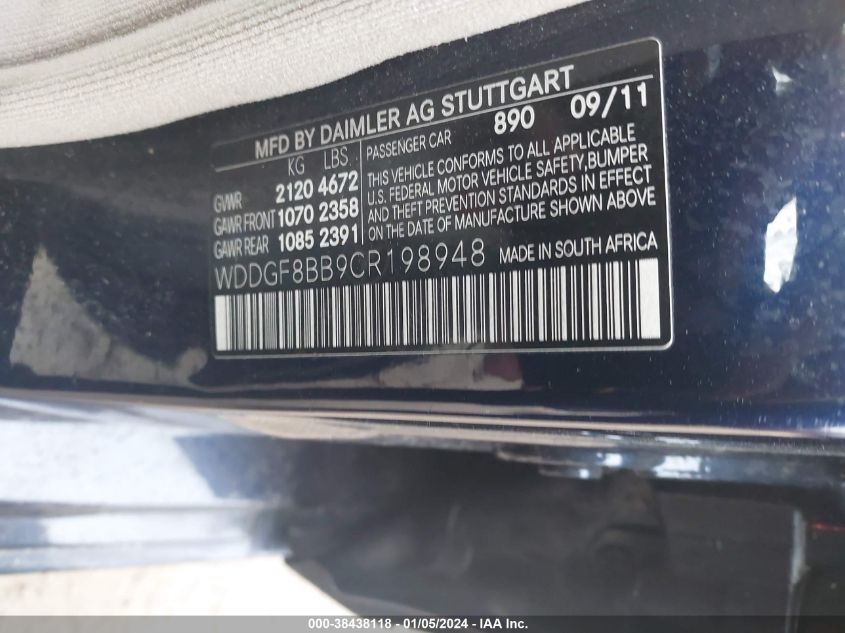 MFD BY DAIMLER AG STUTTGART
KG LBS
GVWR 2120 4672
GAWR FRONT 1070 2358
GAWR REAR 1085 2391
PASSENGER CAR 890 09/11
THIS VEHICLE CONFORMS TO ALL APPLICABLE
U.S. FEDERAL MOTOR VEHICLE SAFETY, BUMPER
AND THEFT PREVENTION STANDARDS IN EFFECT
ON THE DATE OF MANUFACTURE SHOWN ABOVE
WDDGF8BB9CR198948 MADE IN SOUTH AFRICA
000-38438118 - 01/05/2024 - IAA Inc.